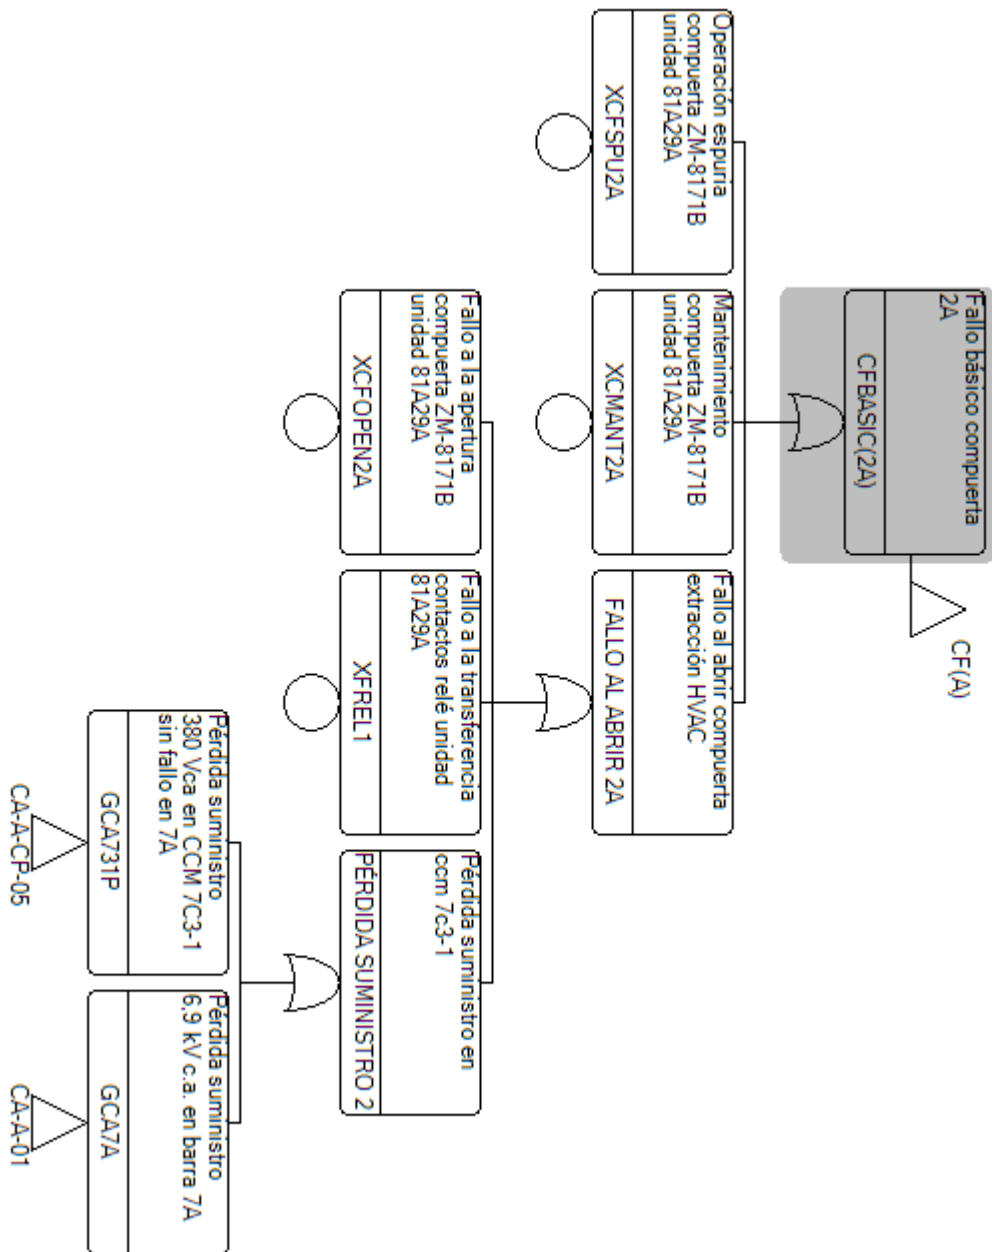 Fallo básico compuerta
2A
CFBASIC(2A)
CF(A)
Operación espuria
compuerta ZM-8171B
unidad 81A29A
XCFSPU2A
Mantenimiento
compuerta ZM-8171B
unidad 81A29A
XCMANT2A
Fallo al abrir compuerta
extracción HVAC
FALLO AL ABRIR 2A
Fallo a la apertura
compuerta ZM-8171B
unidad 81A29A
XCFOPEN2A
Fallo a la transferencia
contactos relé unidad
81A29A
XFREL1
Pérdida suministro en
ccm 7c3-1
PÉRDIDA SUMINISTRO 2
Pérdida suministro
380 Vca en CCM 7C3-1
sin fallo en 7A
GCA731P
CA-A-CP-05
Pérdida suministro
6,9 kV c.a. en barra 7A
GCA7A
CA-A-01